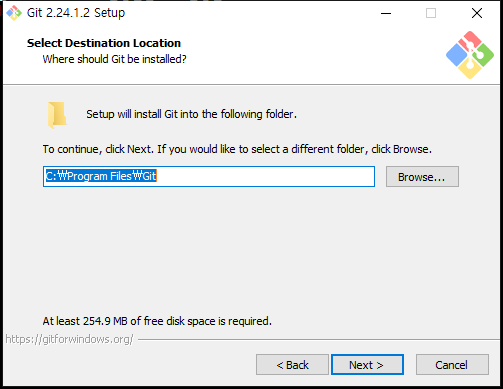 Git 2.24.1.2 Setup
Select Destination Location
Where should Git be installed?
Setup will install Git into the following folder.
To continue, click Next. If you would like to select a different folder, click Browse.
C:₩Program Files₩Git
Browse...
At least 254.9 MB of free disk space is required.
https://gitforwindows.org/
< Back
Next >
Cancel